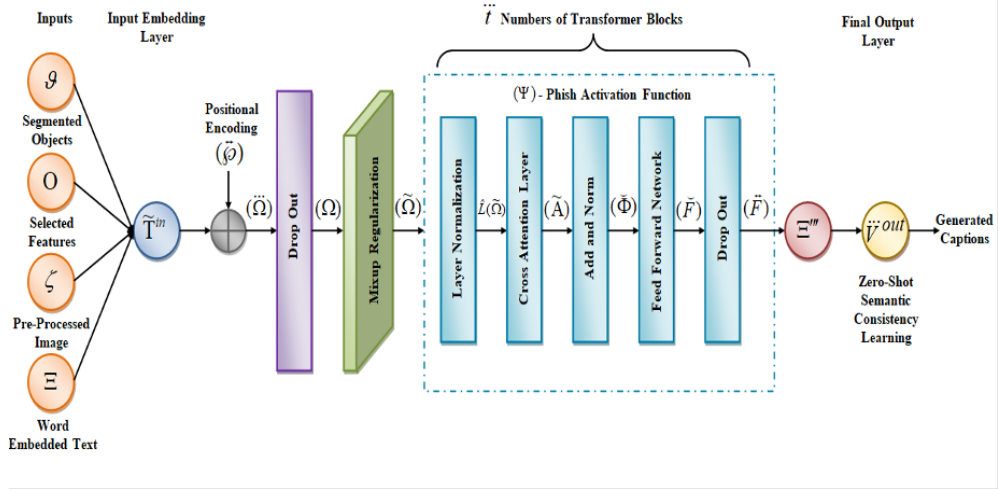 Inputs
Input Embedding
Layer
ẗ Numbers of Transformer Blocks
Final Output
Layer
(Ψ) - Phish Activation Function
ϑ
Segmented
Objects
O
Selected
Features
ζ
Pre-Processed
Image
Ξ
Word
Embedded Text
T̃ⁱⁿ
Positional
Encoding
(℘̈)
(Ω̈)
Drop Out
(Ω)
Mixup Regularization
(Ω̃)
Layer Normalization
L̂(Ω̃)
Cross Attention Layer
(Ã)
Add and Norm
(Φ̆)
Feed Forward Network
(F̆)
Drop Out
(F̈)
Ξ‴
V⃛ᵒᵘᵗ
Generated
Captions
Zero-Shot
Semantic
Consistency
Learning